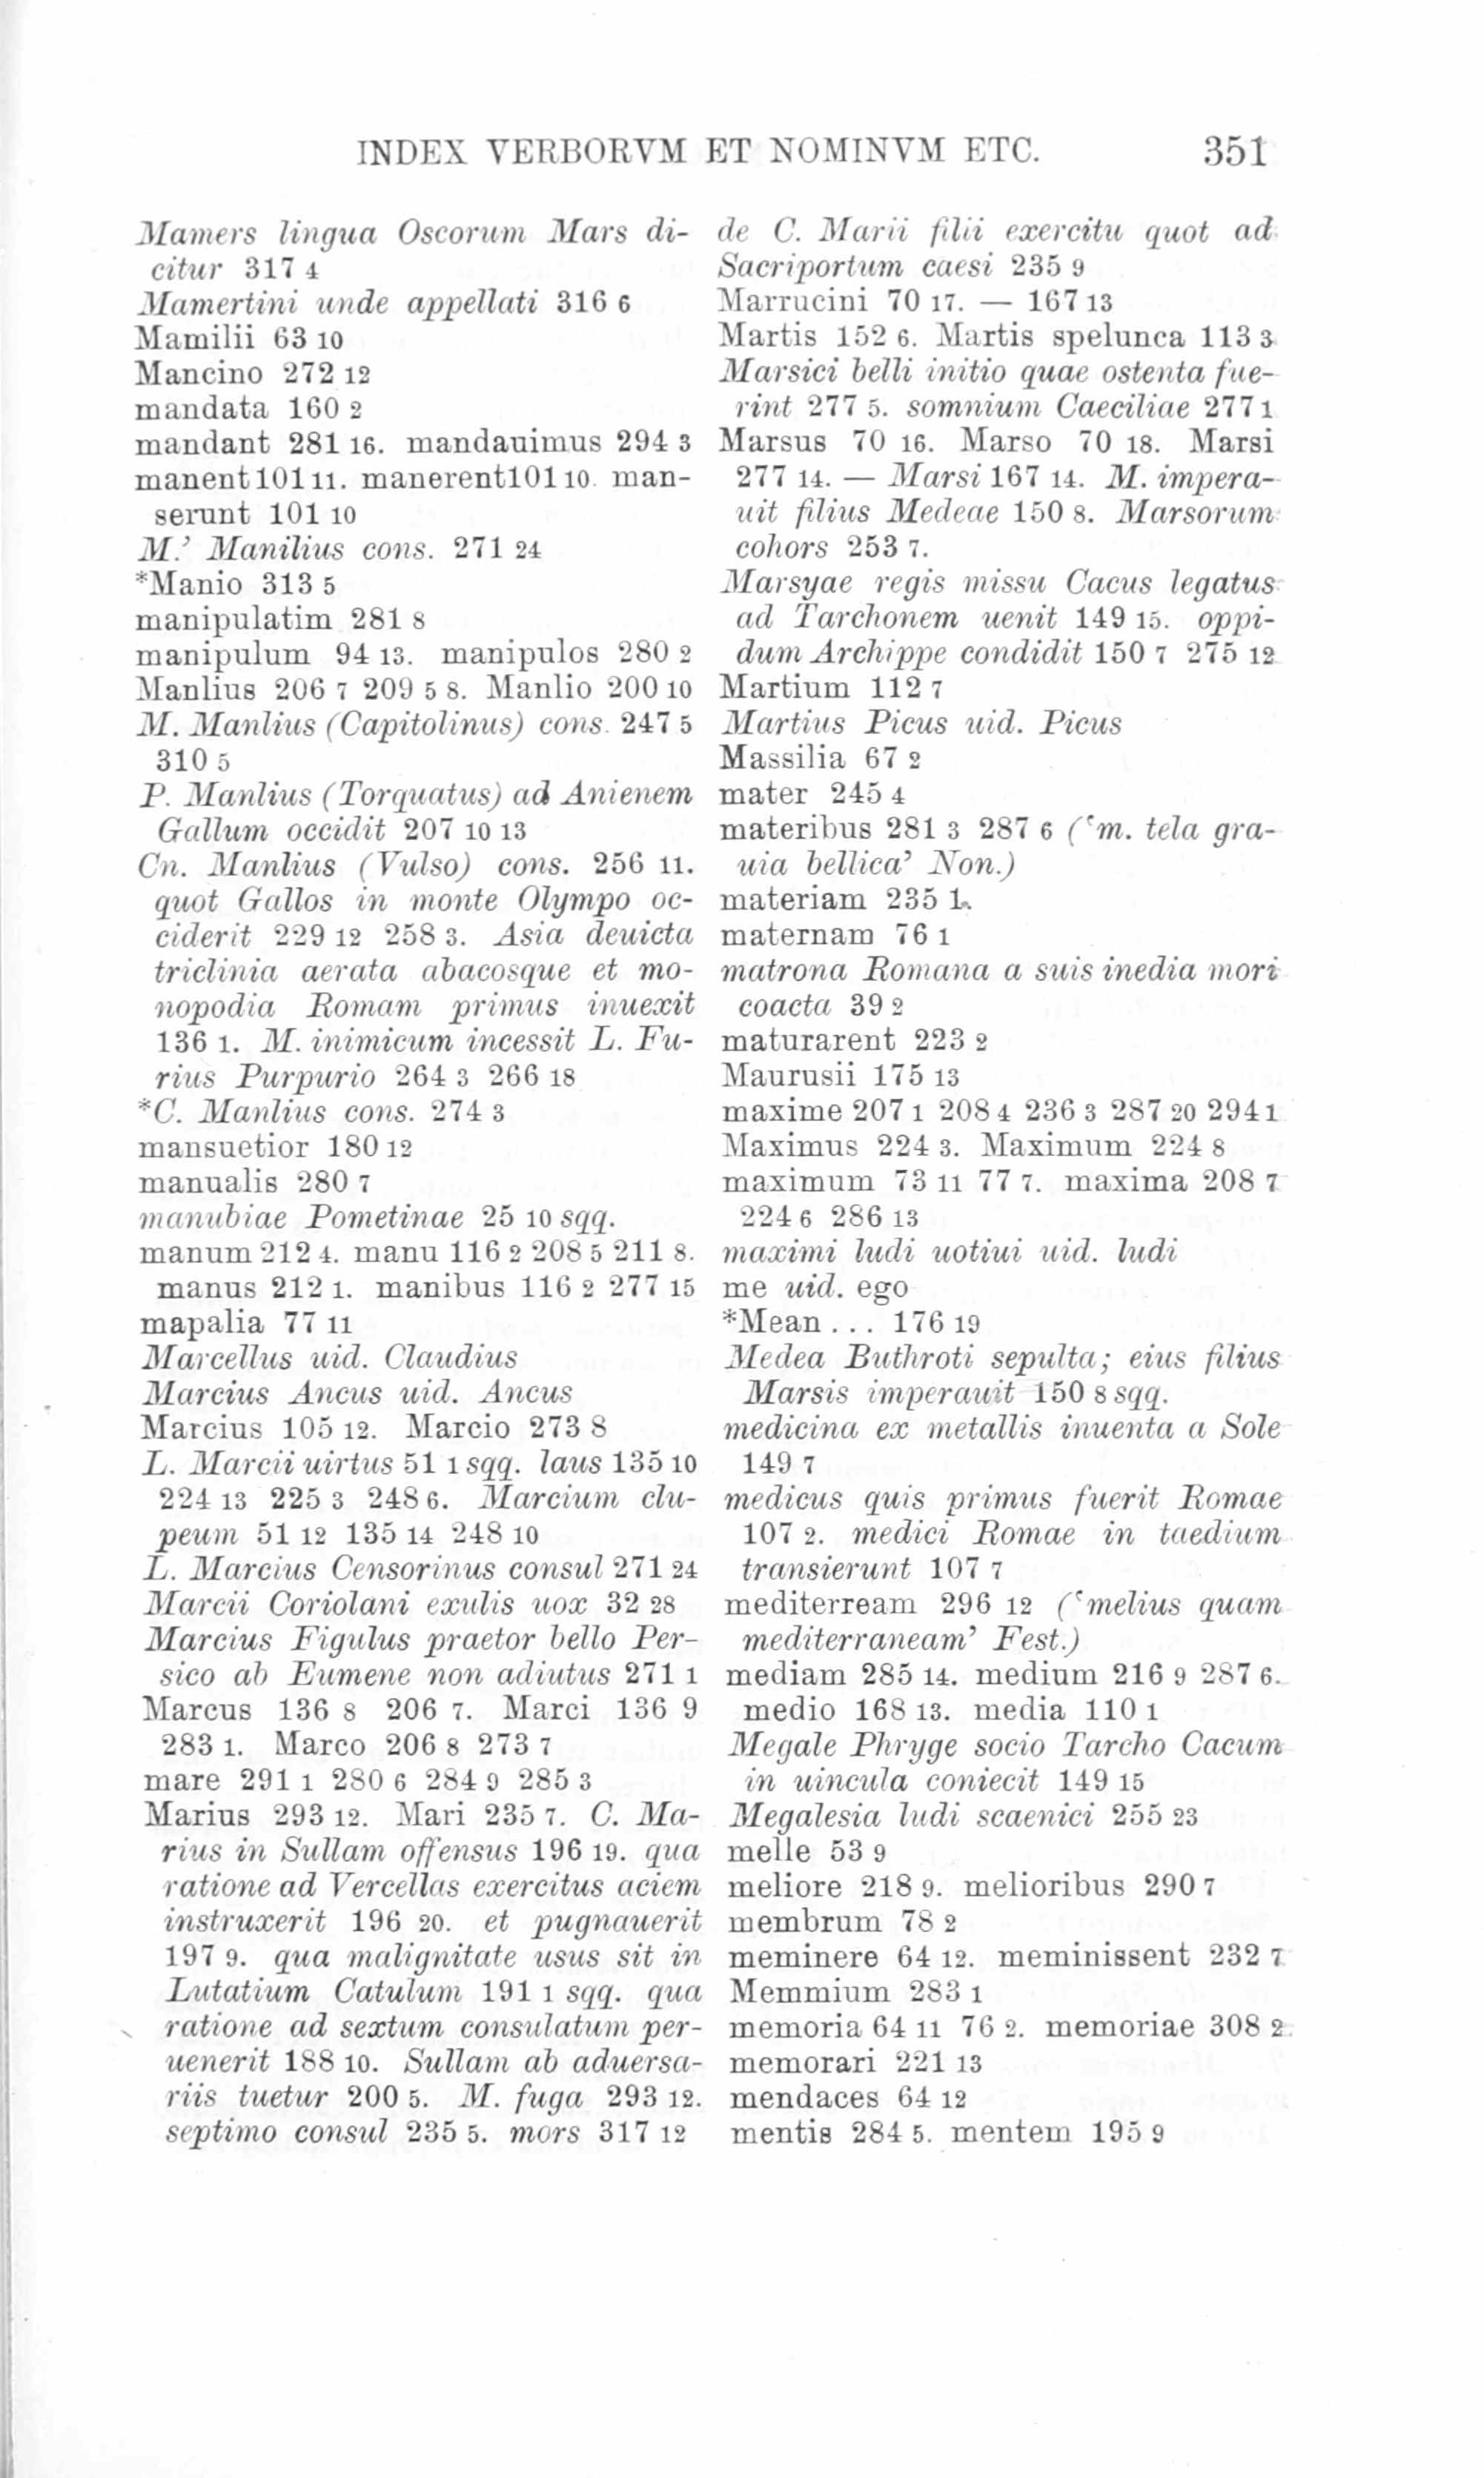 INDEX VERBORVM ET NOMINVM ETC. 351
Mamers lingua Oscorum Mars di-
citur 317 4
Mamertini unde appellati 316 6
Mamilii 63 10
Mancino 272 12
mandata 160 2
mandant 281 16. mandauimus 294 3
manent 101 11. manerent 101 10. man-
serunt 101 10
M.' Manilius cons. 271 24
*Manio 313 5
manipulatim 281 8
manipulum 94 13. manipulos 280 2
Manlius 206 7 209 5 8. Manlio 200 10
M. Manlius (Capitolinus) cons. 247 5
310 5
P. Manlius (Torquatus) ad Anienem
Gallum occidit 207 10 13
Cn. Manlius (Vulso) cons. 256 11.
quot Gallos in monte Olympo oc-
ciderit 229 12 258 3. Asia deuicta
triclinia aerata abacosque et mo-
nopodia Romam primus inuexit
136 1. M. inimicum incessit L. Fu-
rius Purpurio 264 3 266 18
*C. Manlius cons. 274 3
mansuetior 180 12
manualis 280 7
manubiae Pometinae 25 10 sqq.
manum 212 4. manu 116 2 208 5 211 8.
manus 212 1. manibus 116 2 277 15
mapalia 77 11
Marcellus uid. Claudius
Marcius Ancus uid. Ancus
Marcius 105 12. Marcio 273 8
L. Marcii uirtus 51 1 sqq. laus 135 10
224 13 225 3 248 6. Marcium clu-
peum 51 12 135 14 248 10
L. Marcius Censorinus consul 271 24
Marcii Coriolani exulis uox 32 28
Marcius Figulus praetor bello Per-
sico ab Eumene non adiutus 271 1
Marcus 136 8 206 7. Marci 136 9
283 1. Marco 206 8 273 7
mare 291 1 280 6 284 9 285 3
Marius 293 12. Mari 235 7. C. Ma-
rius in Sullam offensus 196 19. qua
ratione ad Vercellas exercitus aciem
instruxerit 196 20. et pugnauerit
197 9. qua malignitate usus sit in
Lutatium Catulum 191 1 sqq. qua
ratione ad sextum consulatum per-
uenerit 188 10. Sullam ab aduersa-
riis tuetur 200 5. M. fuga 293 12.
septimo consul 235 5. mors 317 12
de C. Marii filii exercitu quot ad
Sacriportum caesi 235 9
Marrucini 70 17. — 167 13
Martis 152 6. Martis spelunca 113 3
Marsici belli initio quae ostenta fue-
rint 277 5. somnium Caeciliae 277 1
Marsus 70 16. Marso 70 18. Marsi
277 14. — Marsi 167 14. M. impera-
uit filius Medeae 150 8. Marsorum
cohors 253 7.
Marsyae regis missu Cacus legatus
ad Tarchonem uenit 149 15. oppi-
dum Archippe condidit 150 7 275 12
Martium 112 7
Martius Picus uid. Picus
Massilia 67 2
mater 245 4
materibus 281 3 287 6 (‘m. tela gra-
uia bellica’ Non.)
materiam 235 1.
maternam 76 1
matrona Romana a suis inedia mori
coacta 39 2
maturarent 223 2
Maurusii 175 13
maxime 207 1 208 4 236 3 287 20 294 1
Maximus 224 3. Maximum 224 8
maximum 73 11 77 7. maxima 208 7
224 6 286 13
maximi ludi uotiui uid. ludi
me uid. ego
*Mean . . . 176 19
Medea Buthroti sepulta; eius filius
Marsis imperauit 150 8 sqq.
medicina ex metallis inuenta a Sole
149 7
medicus quis primus fuerit Romae
107 2. medici Romae in taedium
transierunt 107 7
mediterream 296 12 (‘melius quam
mediterraneam’ Fest.)
mediam 285 14. medium 216 9 287 6.
medio 168 13. media 110 1
Megale Phryge socio Tarcho Cacum
in uincula coniecit 149 15
Megalesia ludi scaenici 255 23
melle 53 9
meliore 218 9. melioribus 290 7
membrum 78 2
meminere 64 12. meminissent 232 7
Memmium 283 1
memoria 64 11 76 2. memoriae 308 2
memorari 221 13
mendaces 64 12
mentis 284 5. mentem 195 9